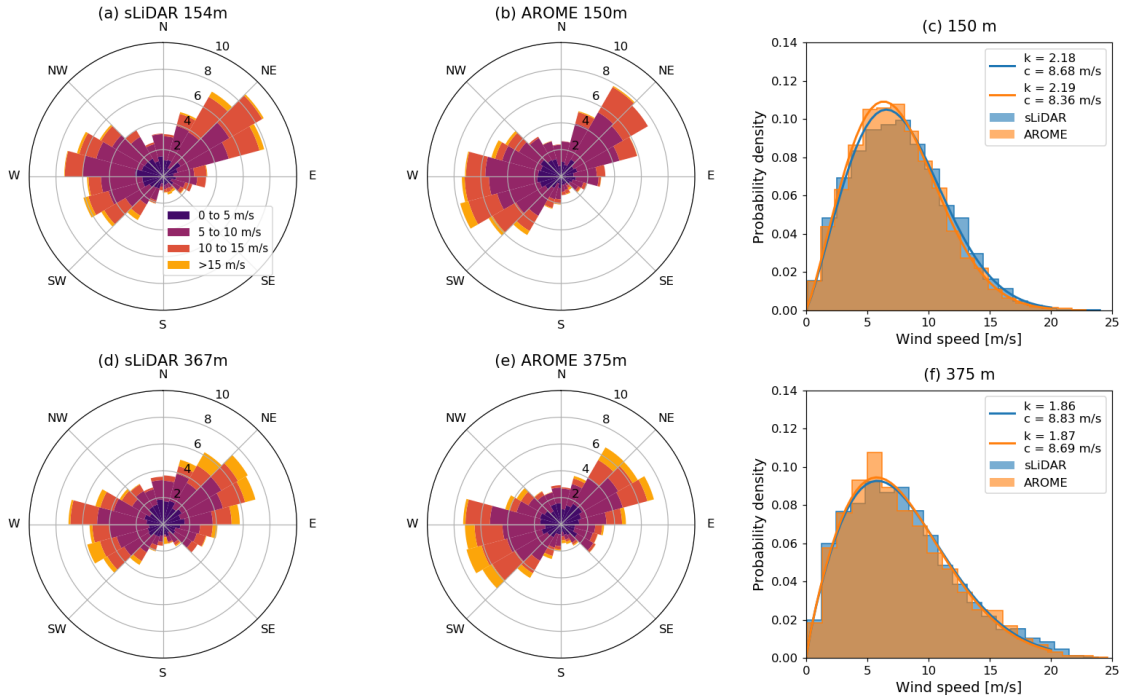 (a) sLiDAR 154m
N
NE
E
SE
S
SW
W
NW
2
4
6
8
10
0 to 5 m/s
5 to 10 m/s
10 to 15 m/s
>15 m/s
(b) AROME 150m
N
NE
E
SE
S
SW
W
NW
2
4
6
8
10
(c) 150 m
Probability density
0.14
0.12
0.10
0.08
0.06
0.04
0.02
0.00
0
5
10
15
20
25
Wind speed [m/s]
k = 2.18
c = 8.68 m/s
k = 2.19
c = 8.36 m/s
sLiDAR
AROME
(d) sLiDAR 367m
N
NE
E
SE
S
SW
W
NW
2
4
6
8
10
(e) AROME 375m
N
NE
E
SE
S
SW
W
NW
2
4
6
8
10
(f) 375 m
Probability density
0.14
0.12
0.10
0.08
0.06
0.04
0.02
0.00
0
5
10
15
20
25
Wind speed [m/s]
k = 1.86
c = 8.83 m/s
k = 1.87
c = 8.69 m/s
sLiDAR
AROME